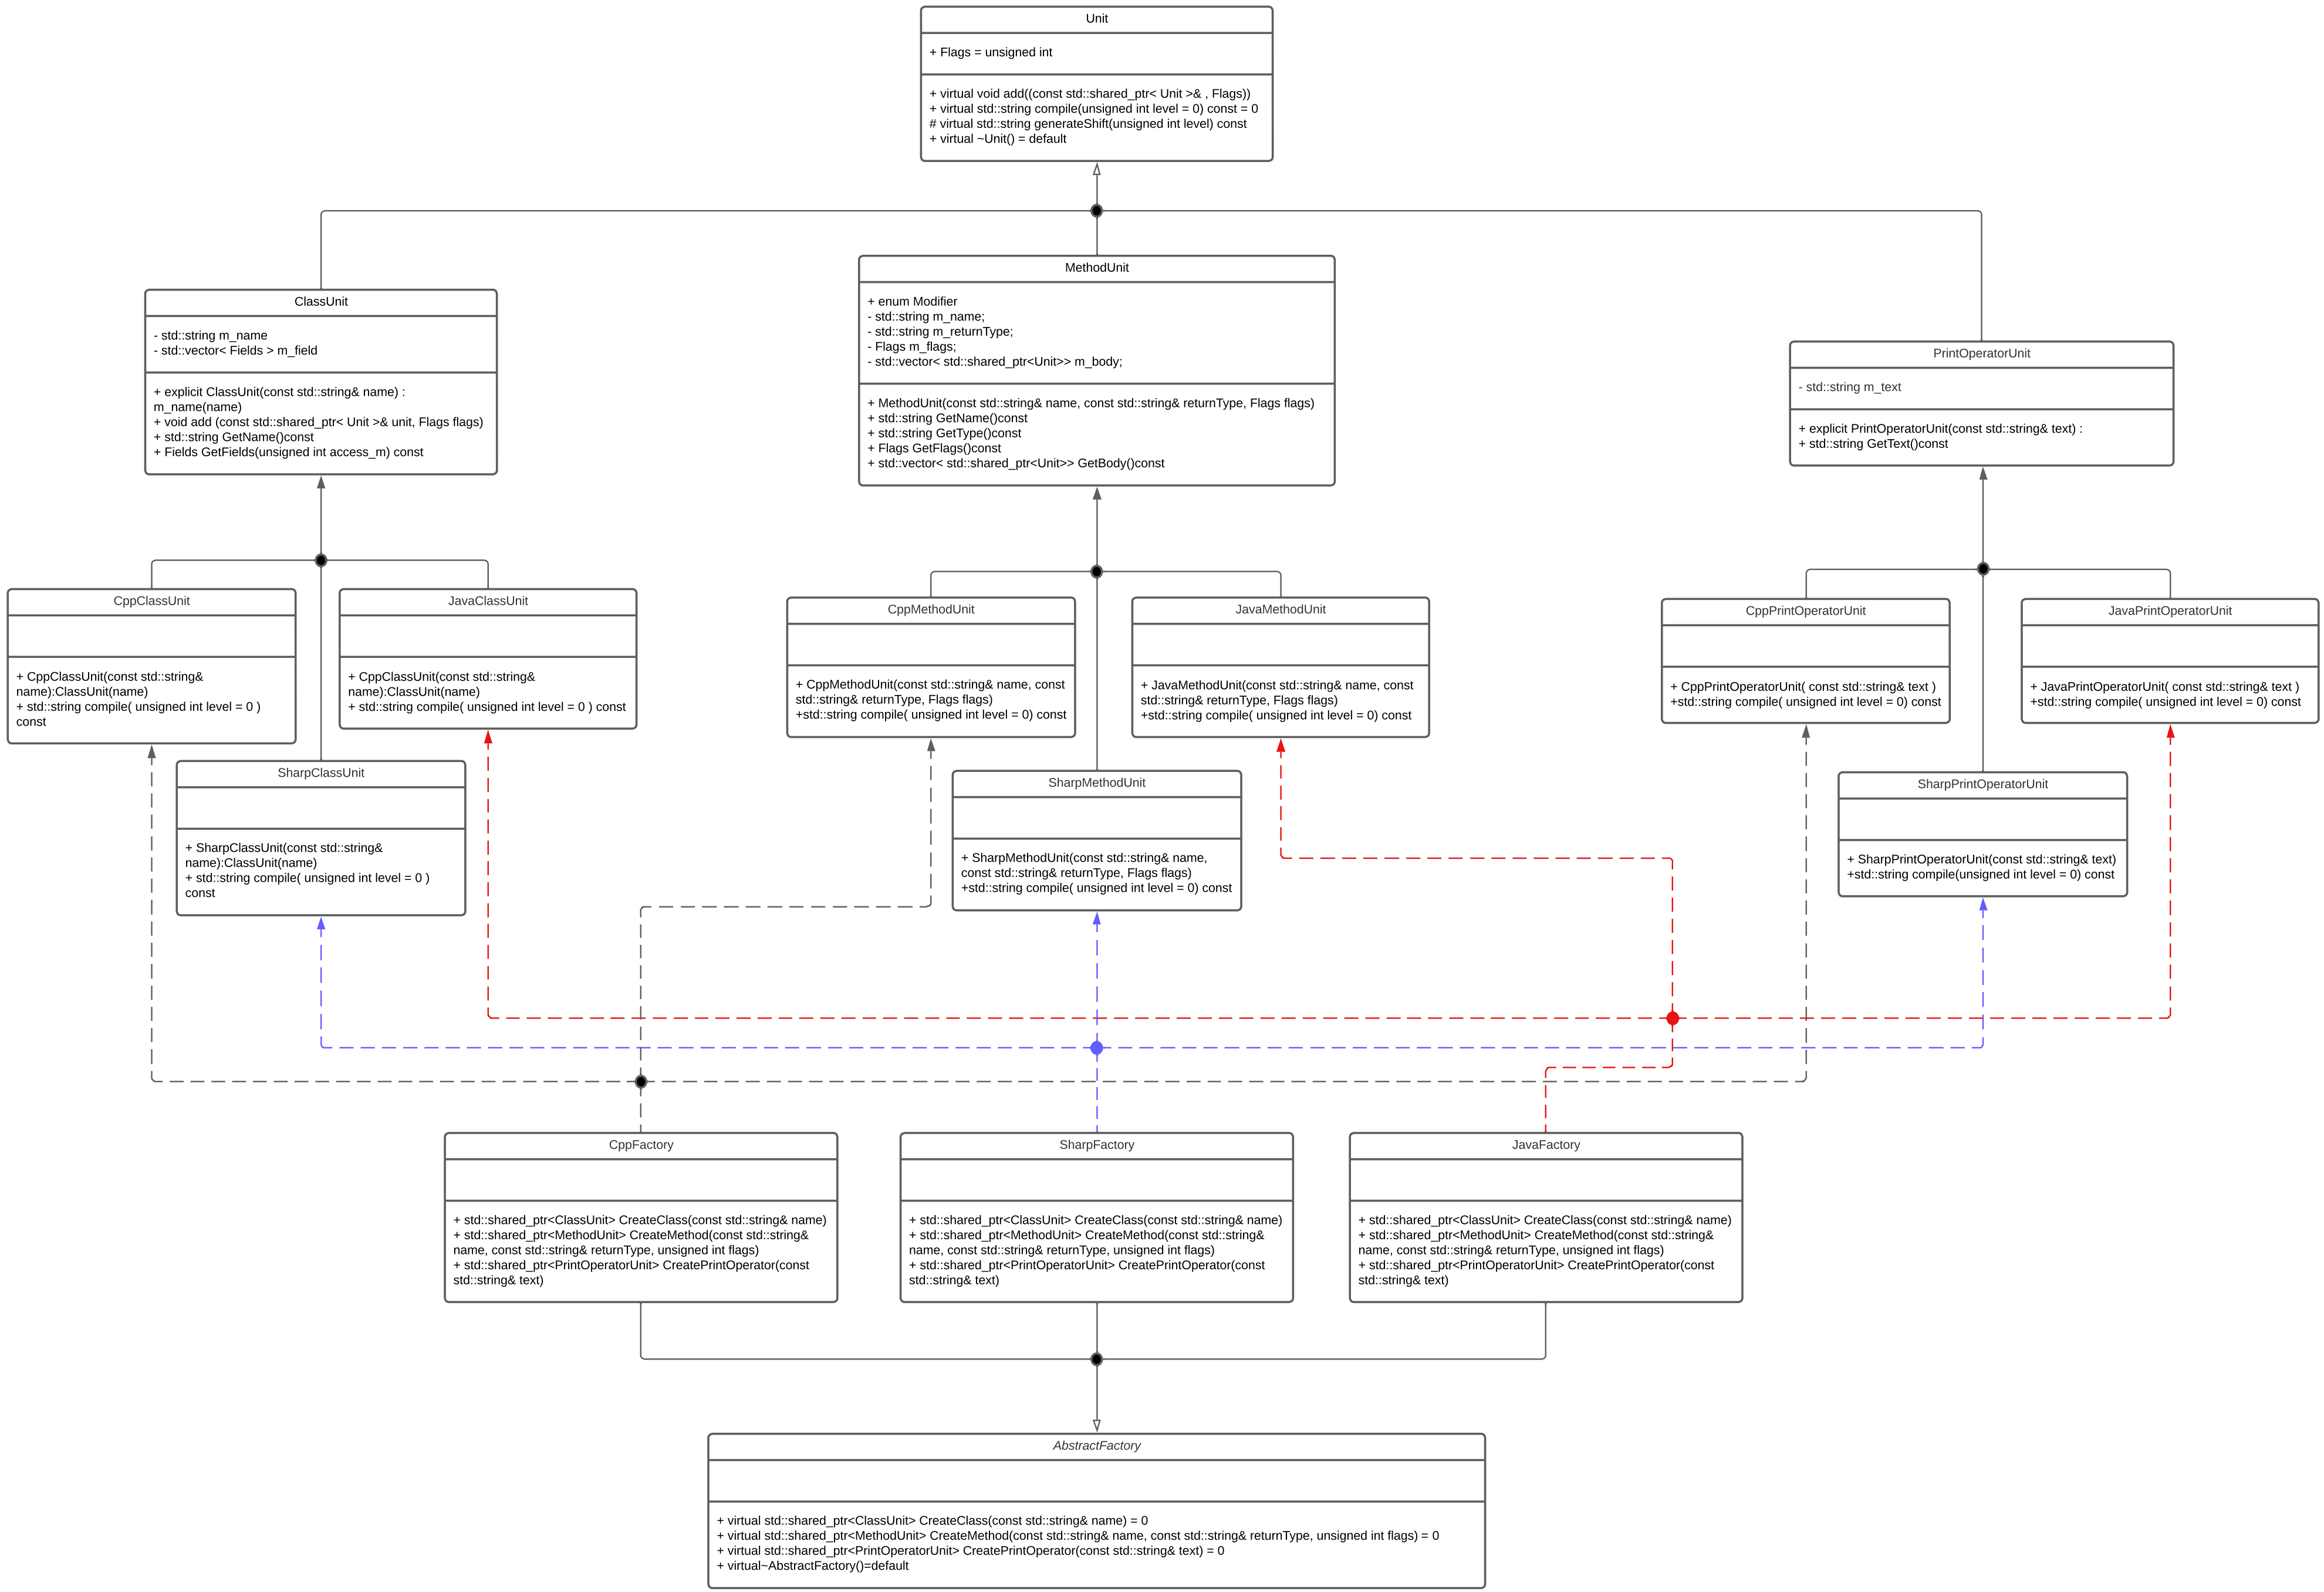 Unit
+ Flags = unsigned int
+ virtual void add((const std::shared_ptr< Unit >& , Flags))
+ virtual std::string compile(unsigned int level = 0) const = 0
# virtual std::string generateShift(unsigned int level) const
+ virtual ~Unit() = default
ClassUnit
- std::string m_name
- std::vector< Fields > m_field
+ explicit ClassUnit(const std::string& name) :
m_name(name)
+ void add (const std::shared_ptr< Unit >& unit, Flags flags)
+ std::string GetName()const
+ Fields GetFields(unsigned int access_m) const
MethodUnit
+ enum Modifier
- std::string m_name;
- std::string m_returnType;
- Flags m_flags;
- std::vector< std::shared_ptr<Unit>> m_body;
+ MethodUnit(const std::string& name, const std::string& returnType, Flags flags)
+ std::string GetName()const
+ std::string GetType()const
+ Flags GetFlags()const
+ std::vector< std::shared_ptr<Unit>> GetBody()const
PrintOperatorUnit
- std::string m_text
+ explicit PrintOperatorUnit(const std::string& text) :
+ std::string GetText()const
CppClassUnit
+ CppClassUnit(const std::string&
name):ClassUnit(name)
+ std::string compile( unsigned int level = 0 )
const
JavaClassUnit
+ CppClassUnit(const std::string&
name):ClassUnit(name)
+ std::string compile( unsigned int level = 0 ) const
SharpClassUnit
+ SharpClassUnit(const std::string&
name):ClassUnit(name)
+ std::string compile( unsigned int level = 0 )
const
CppMethodUnit
+ CppMethodUnit(const std::string& name, const
std::string& returnType, Flags flags)
+std::string compile( unsigned int level = 0) const
JavaMethodUnit
+ JavaMethodUnit(const std::string& name, const
std::string& returnType, Flags flags)
+std::string compile( unsigned int level = 0) const
SharpMethodUnit
+ SharpMethodUnit(const std::string& name,
const std::string& returnType, Flags flags)
+std::string compile( unsigned int level = 0) const
CppPrintOperatorUnit
+ CppPrintOperatorUnit( const std::string& text )
+std::string compile( unsigned int level = 0) const
JavaPrintOperatorUnit
+ JavaPrintOperatorUnit( const std::string& text )
+std::string compile( unsigned int level = 0) const
SharpPrintOperatorUnit
+ SharpPrintOperatorUnit(const std::string& text)
+std::string compile(unsigned int level = 0) const
CppFactory
+ std::shared_ptr<ClassUnit> CreateClass(const std::string& name)
+ std::shared_ptr<MethodUnit> CreateMethod(const std::string&
name, const std::string& returnType, unsigned int flags)
+ std::shared_ptr<PrintOperatorUnit> CreatePrintOperator(const
std::string& text)
SharpFactory
+ std::shared_ptr<ClassUnit> CreateClass(const std::string& name)
+ std::shared_ptr<MethodUnit> CreateMethod(const std::string&
name, const std::string& returnType, unsigned int flags)
+ std::shared_ptr<PrintOperatorUnit> CreatePrintOperator(const
std::string& text)
JavaFactory
+ std::shared_ptr<ClassUnit> CreateClass(const std::string& name)
+ std::shared_ptr<MethodUnit> CreateMethod(const std::string&
name, const std::string& returnType, unsigned int flags)
+ std::shared_ptr<PrintOperatorUnit> CreatePrintOperator(const
std::string& text)
AbstractFactory
+ virtual std::shared_ptr<ClassUnit> CreateClass(const std::string& name) = 0
+ virtual std::shared_ptr<MethodUnit> CreateMethod(const std::string& name, const std::string& returnType, unsigned int flags) = 0
+ virtual std::shared_ptr<PrintOperatorUnit> CreatePrintOperator(const std::string& text) = 0
+ virtual~AbstractFactory()=default